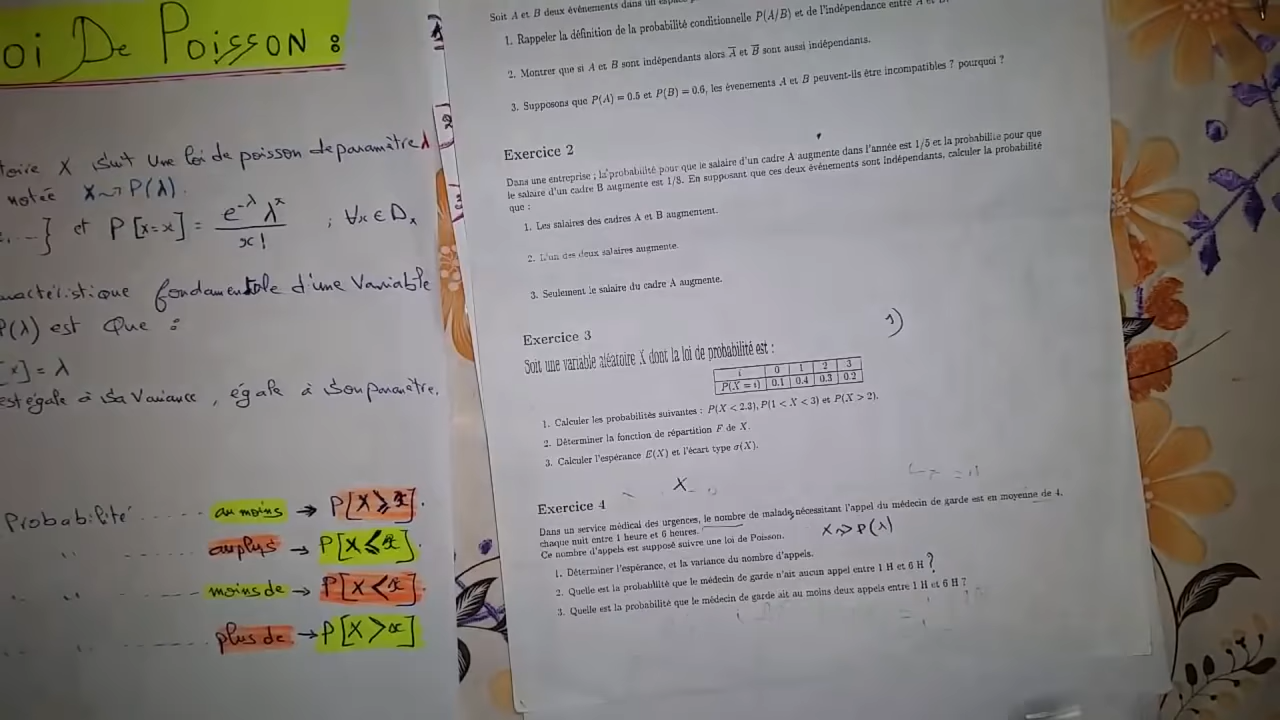 oi De Poisson :
toire X suit une loi de poisson de paramètre λ
notée X~P(λ).
...} et P[X=x] = e^-λ λ^x / x! ; ∀x ∈ Dx
ractéristique fondamentale d'une Variable
P(λ) est Que :
[x] = λ
est égale à sa Variance, égale à son paramètre.
Probabilité ...... au moins → P[X ≥ x].
" ...... au plus → P[X ≤ x].
" " ...... moins de → P[X < x].
" ...... plus de → P[X > x]
Soit A et B deux événements dans un
1. Rappeler la définition de la probabilité conditionnelle P(A/B) et de l'indépendance entre A et B.
2. Montrer que si A et B sont indépendants alors A̅ et B̅ sont aussi indépendants.
3. Supposons que P(A) = 0.5 et P(B) = 0.6, les évenements A et B peuvent-ils être incompatibles ? pourquoi ?
Exercice 2
Dans une entreprise ; la probabilité pour que le salaire d'un cadre A augmente dans l'année est 1/5 et la probabilité pour que
le salaire d'un cadre B augmente est 1/8. En supposant que ces deux événements sont indépendants, calculer la probabilité
que :
1. Les salaires des cadres A et B augmentent.
2. L'un des deux salaires augmente.
3. Seulement le salaire du cadre A augmente.
Exercice 3
1)
Soit une variable aléatoire X dont la loi de probabilité est :
i 0 1 2 3
P(X = i) 0.1 0.4 0.3 0.2
1. Calculer les probabilités suivantes : P(X < 2.3), P(1 < X < 3) et P(X > 2).
2. Déterminer la fonction de répartition F de X.
3. Calculer l'espérance E(X) et l'écart type σ(X).
X
Exercice 4
Dans un service médical des urgences, le nombre de malades nécessitant l'appel du médecin de garde est en moyenne de 4,
chaque nuit entre 1 heure et 6 heures.
X~>P(λ)
Ce nombre d'appels est supposé suivre une loi de Poisson.
1. Déterminer l'espérance, et la variance du nombre d'appels.
2. Quelle est la probabilité que le médecin de garde n'ait aucun appel entre 1 H et 6 H ?
3. Quelle est la probabilité que le médecin de garde ait au moins deux appels entre 1 H et 6 H ?